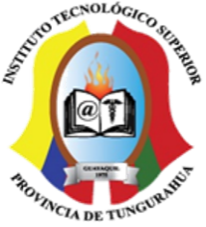 INSTITUTO TECNOLÓGICO SUPERIOR
@
GUAYAQUIL
PROVINCIA DE TUNGURAHUA